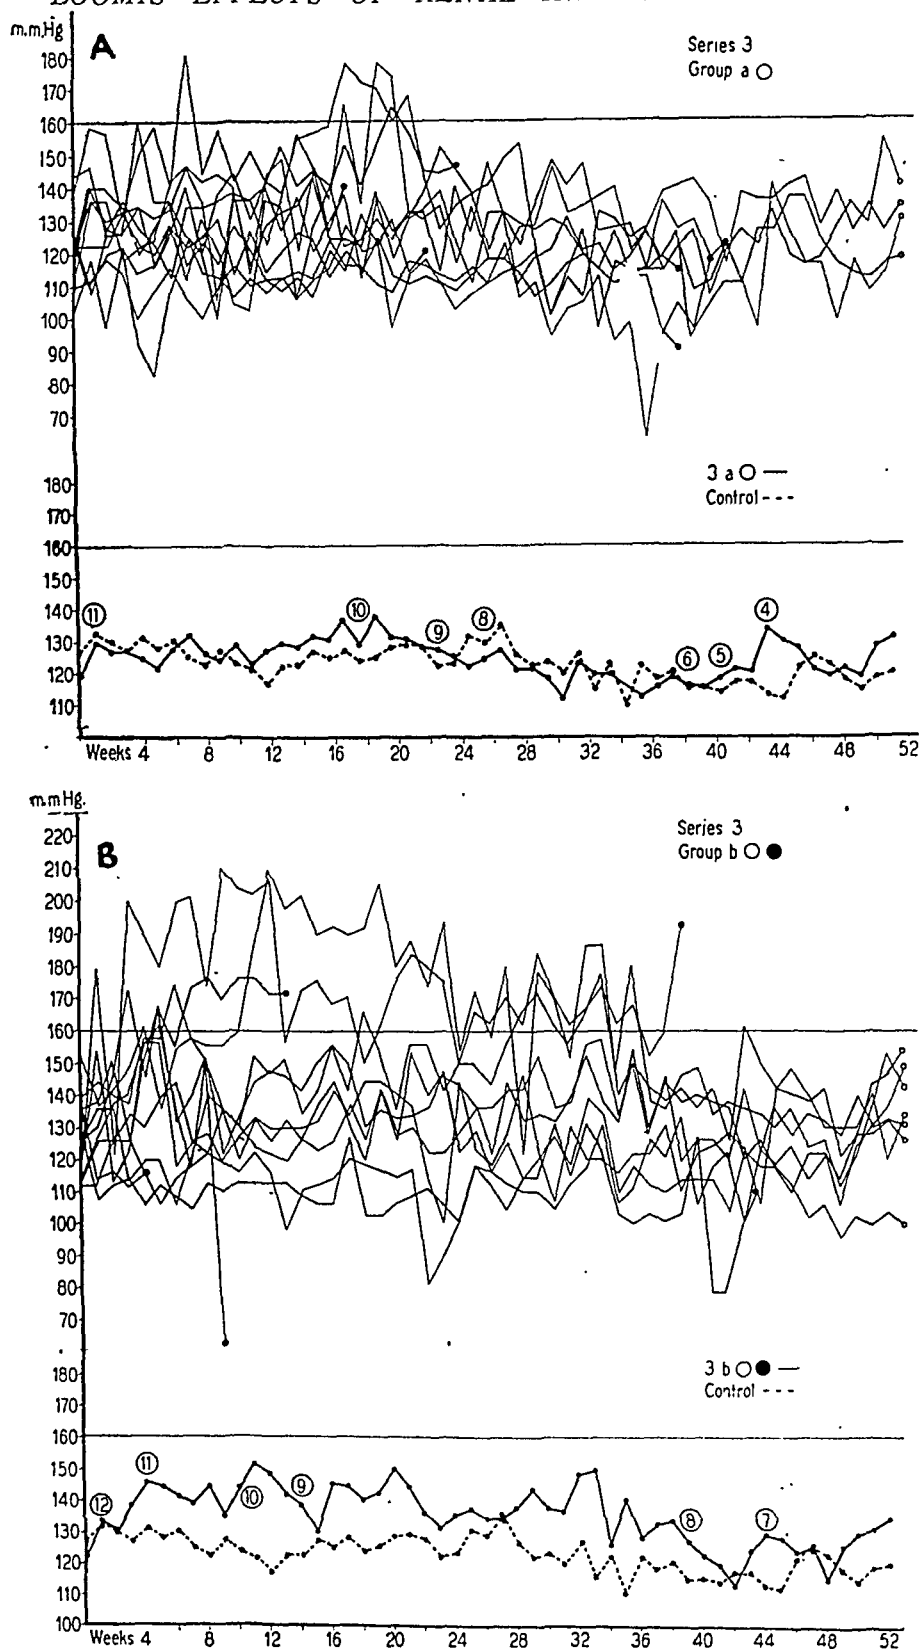 m.m.Hg
A
Series 3
Group a ○
180
170
160
150
140
130
120
110
100
90
80
70
3 a ○ —
Control ---
180
170
160
150
140
130
120
110
⑪ ⑩ ⑨ ⑧ ⑥ ⑤ ④
Weeks 4 8 12 16 20 24 28 32 36 40 44 48 52
m.m Hg.
B
Series 3
Group b ○ ●
220
210
200
190
180
170
160
150
140
130
120
110
100
90
80
70
3 b ○ ● —
Control ---
180
170
160
150
140
130
120
110
100
⑫ ⑪ ⑩ ⑨ ⑧ ⑦
Weeks 4 8 12 16 20 24 28 32 36 40 44 48 52